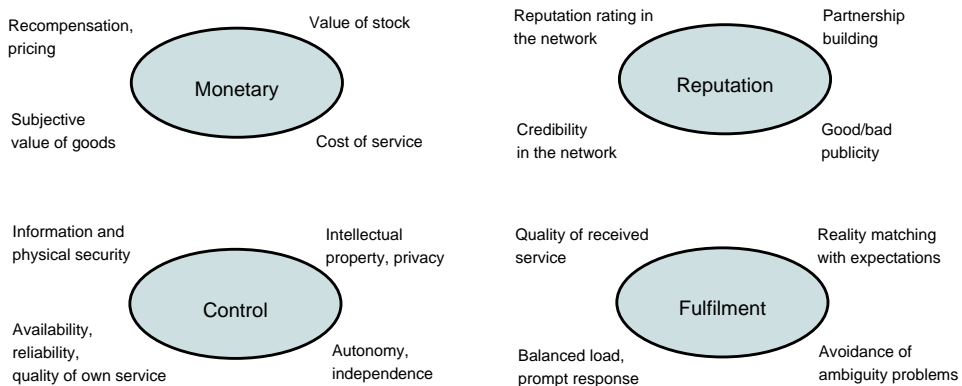 Recompensation,
pricing
Value of stock
Monetary
Subjective
value of goods
Cost of service
Reputation rating in
the network
Partnership
building
Reputation
Credibility
in the network
Good/bad
publicity
Information and
physical security
Intellectual
property, privacy
Control
Availability,
reliability,
quality of own service
Autonomy,
independence
Quality of received
service
Reality matching
with expectations
Fulfilment
Balanced load,
prompt response
Avoidance of
ambiguity problems